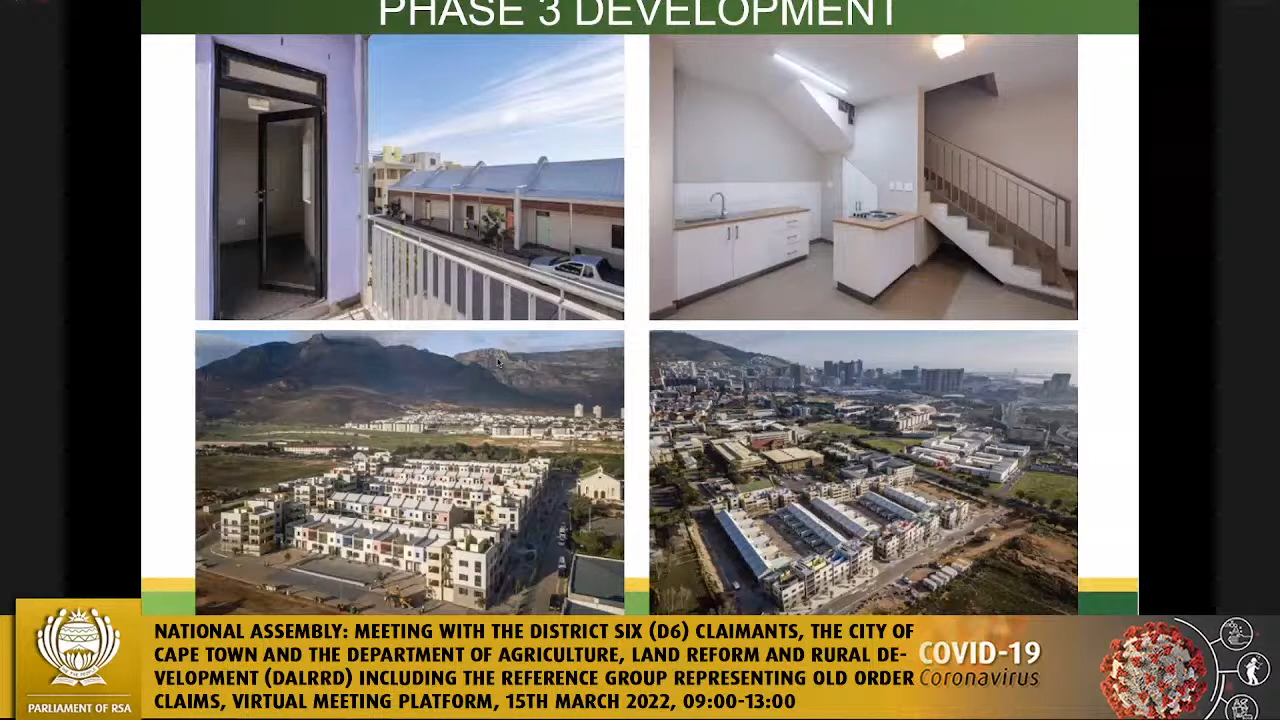 PHASE 3 DEVELOPMENT
NATIONAL ASSEMBLY: MEETING WITH THE DISTRICT SIX (D6) CLAIMANTS, THE CITY OF
CAPE TOWN AND THE DEPARTMENT OF AGRICULTURE, LAND REFORM AND RURAL DE-
VELOPMENT (DALRRD) INCLUDING THE REFERENCE GROUP REPRESENTING OLD ORDER
CLAIMS, VIRTUAL MEETING PLATFORM, 15TH MARCH 2022, 09:00-13:00
COVID-19
Coronavirus
PARLIAMENT OF RSA